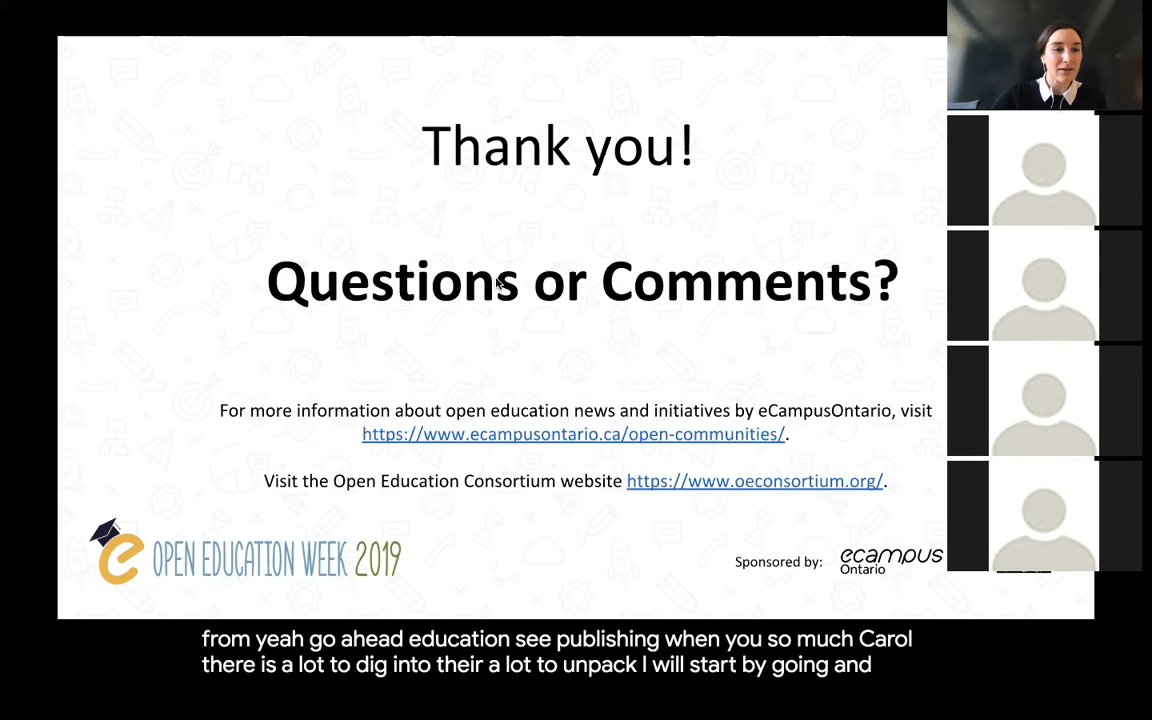 Thank you!
Questions or Comments?
For more information about open education news and initiatives by eCampusOntario, visit
https://www.ecampusontario.ca/open-communities/.
Visit the Open Education Consortium website https://www.oeconsortium.org/.
e OPEN EDUCATION WEEK 2019
Sponsored by: ecampus
Ontario
from yeah go ahead education see publishing when you so much Carol
there is a lot to dig into their a lot to unpack I will start by going and